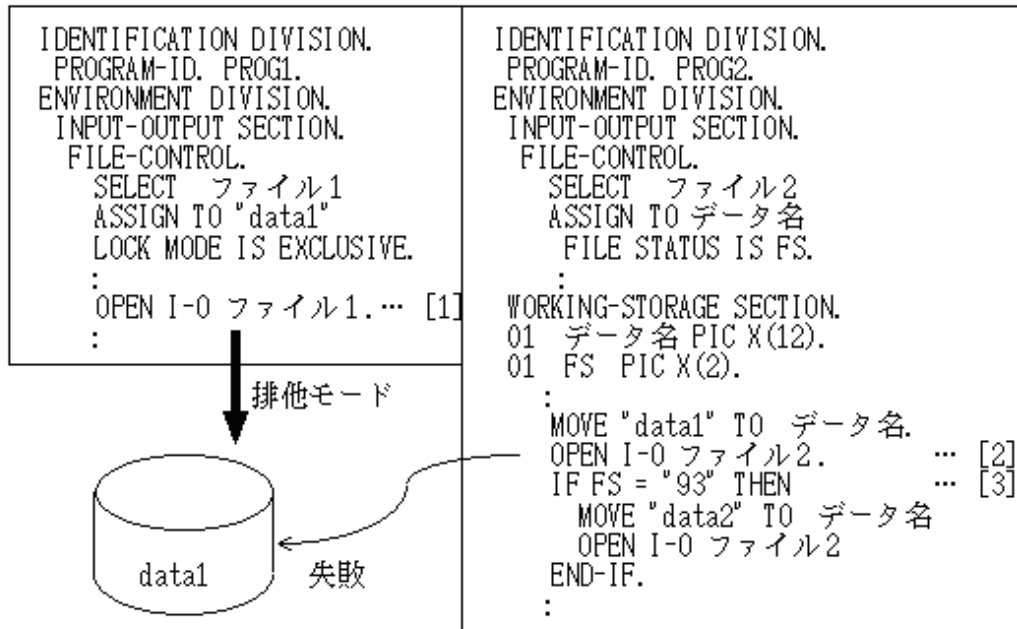 IDENTIFICATION DIVISION.
PROGRAM-ID. PROG1.
ENVIRONMENT DIVISION.
INPUT-OUTPUT SECTION.
FILE-CONTROL.
SELECT ファイル1
ASSIGN TO "data1"
LOCK MODE IS EXCLUSIVE.
:
OPEN I-O ファイル1. … [1]
:
排他モード
data1
失敗
IDENTIFICATION DIVISION.
PROGRAM-ID. PROG2.
ENVIRONMENT DIVISION.
INPUT-OUTPUT SECTION.
FILE-CONTROL.
SELECT ファイル2
ASSIGN TO データ名
FILE STATUS IS FS.
:
WORKING-STORAGE SECTION.
01 データ名 PIC X(12).
01 FS PIC X(2).
:
MOVE "data1" TO データ名.
OPEN I-O ファイル2. … [2]
IF FS = "93" THEN … [3]
MOVE "data2" TO データ名
OPEN I-O ファイル2
END-IF.
: